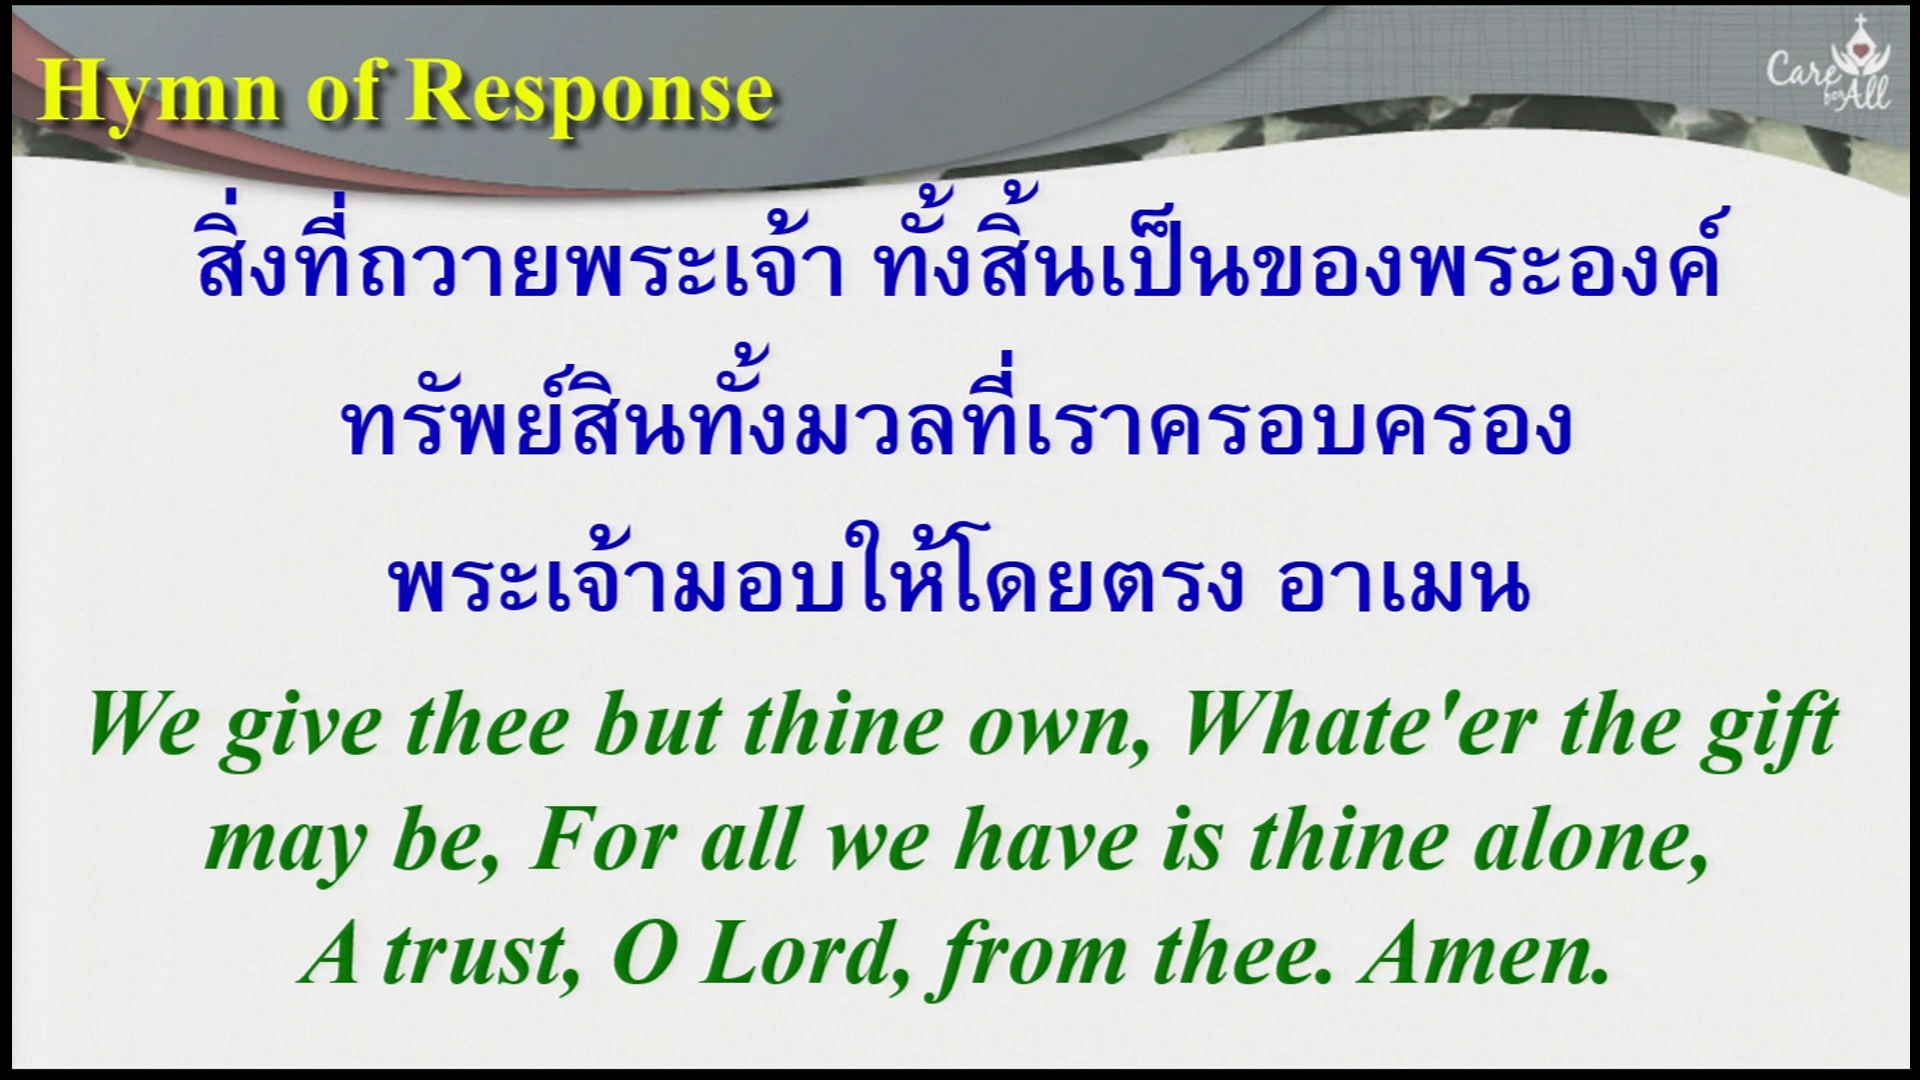 Hymn of Response
Care
for All
สิ่งที่ถวายพระเจ้า ทั้งสิ้นเป็นของพระองค์
ทรัพย์สินทั้งมวลที่เราครอบครอง
พระเจ้ามอบให้โดยตรง อาเมน
We give thee but thine own, Whate'er the gift
may be, For all we have is thine alone,
A trust, O Lord, from thee. Amen.